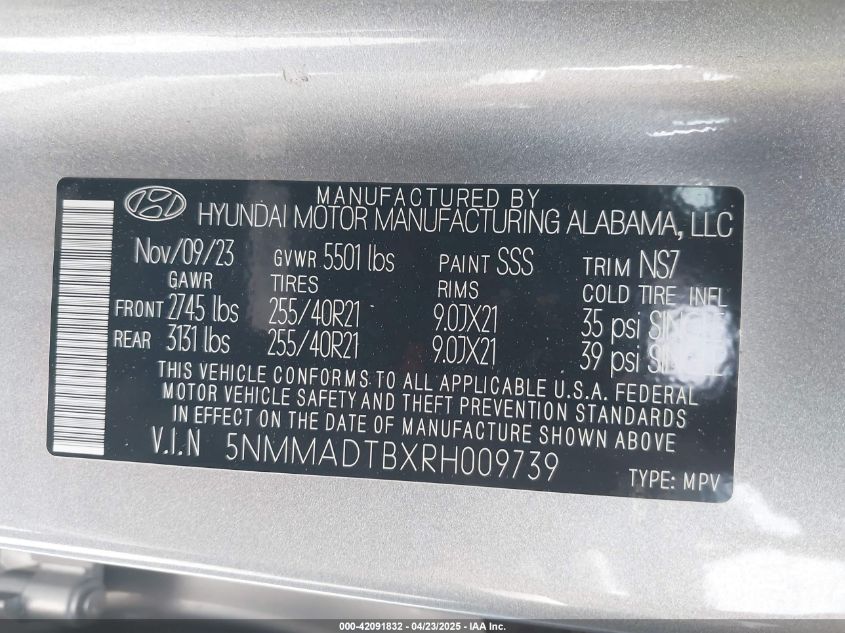 MANUFACTURED BY
HYUNDAI MOTOR MANUFACTURING ALABAMA, LLC
Nov/09/23 GVWR 5501 lbs PAINT SSS TRIM NS7
GAWR TIRES RIMS COLD TIRE INFL
FRONT 2745 lbs 255/40R21 9.0JX21 35 psi SINGLE
REAR 3131 lbs 255/40R21 9.0JX21 39 psi SINGLE
THIS VEHICLE CONFORMS TO ALL APPLICABLE U.S.A. FEDERAL
MOTOR VEHICLE SAFETY AND THEFT PREVENTION STANDARDS
IN EFFECT ON THE DATE OF MANUFACTURE SHOWN ABOVE
V.I.N 5NMMADTBXRH009739
TYPE: MPV
000-42091832 - 04/23/2025 - IAA Inc.